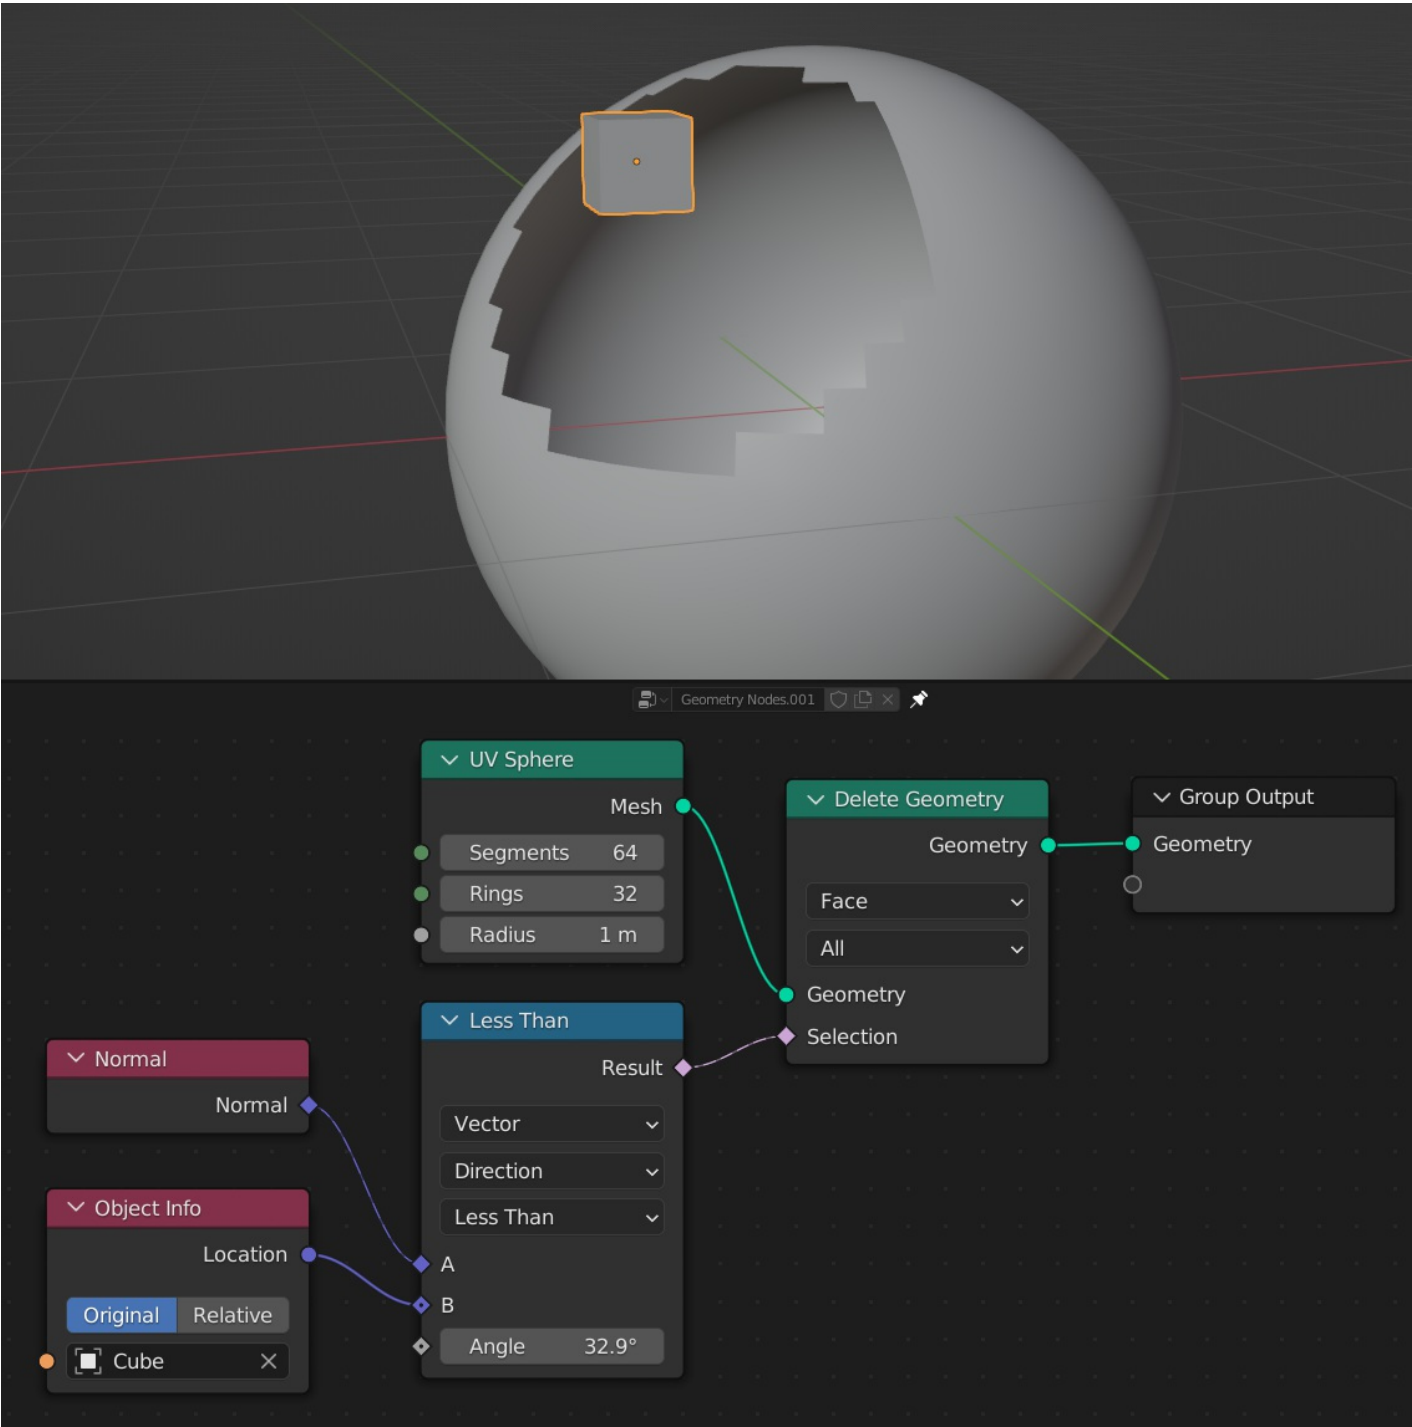 Geometry Nodes.001
UV Sphere
Mesh
Segments 64
Rings 32
Radius 1 m
Delete Geometry
Geometry
Face
All
Geometry
Selection
Group Output
Geometry
Less Than
Result
Vector
Direction
Less Than
A
B
Angle 32.9°
Normal
Normal
Object Info
Location
Original Relative
Cube